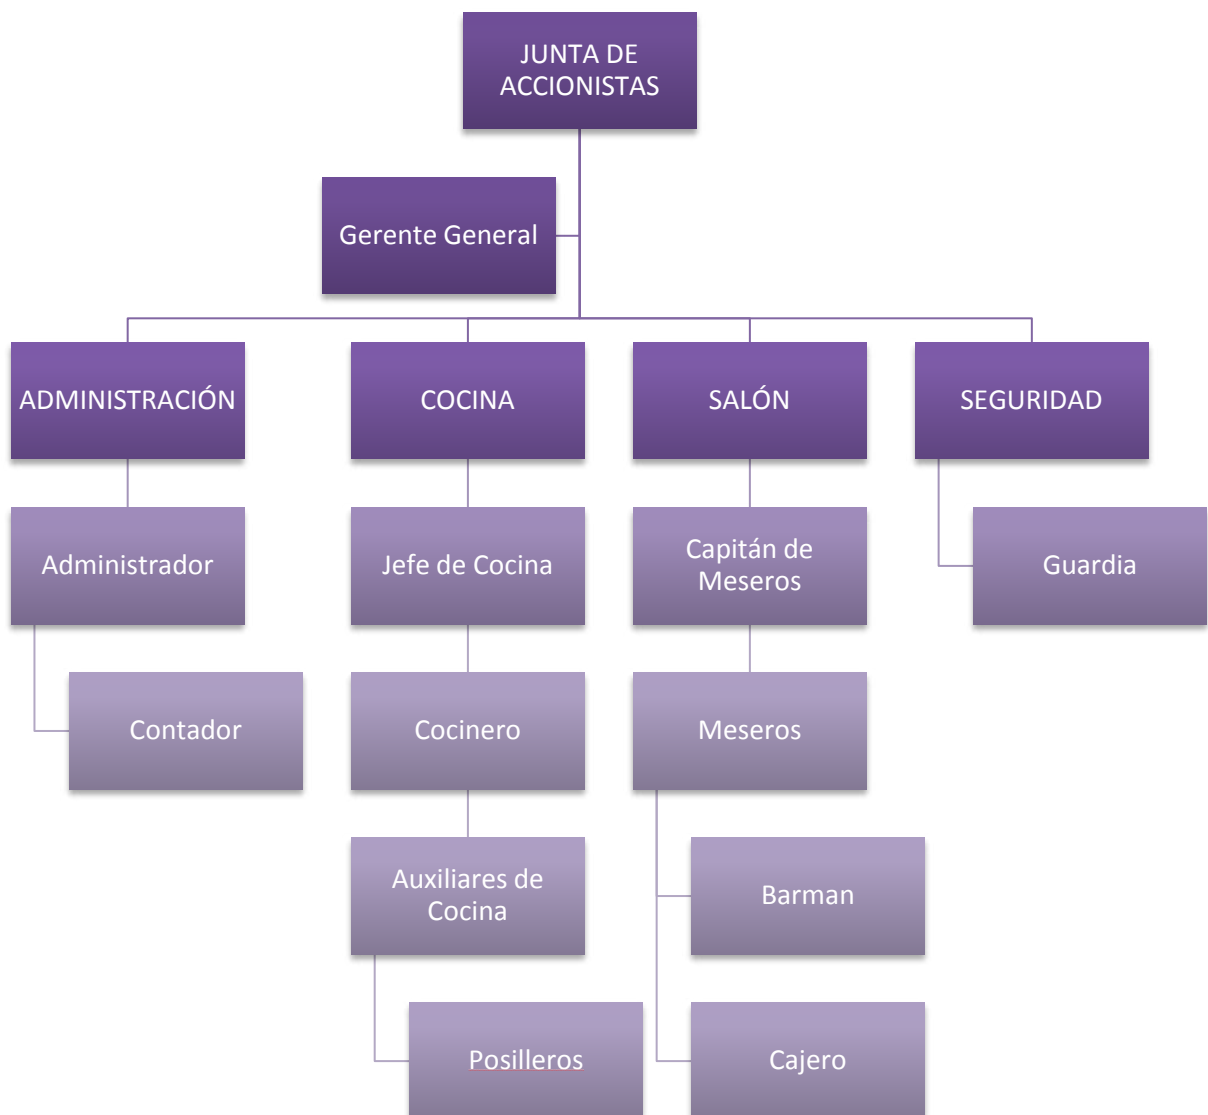 JUNTA DE
ACCIONISTAS
Gerente General
ADMINISTRACIÓN
COCINA
SALÓN
SEGURIDAD
Administrador
Jefe de Cocina
Capitán de
Meseros
Guardia
Contador
Cocinero
Meseros
Auxiliares de
Cocina
Barman
Posilleros
Cajero